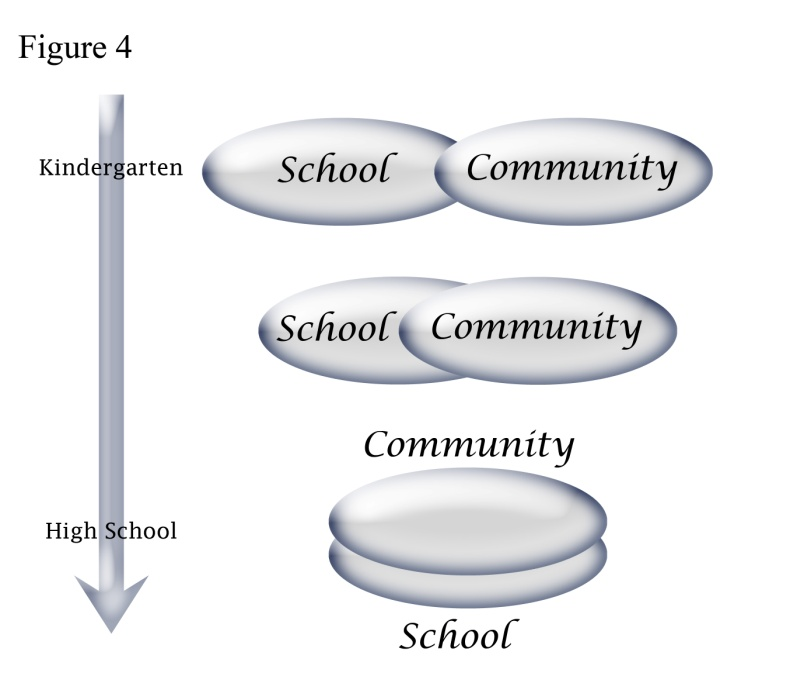 Figure 4
Kindergarten
School
Community
School
Community
Community
High School
School